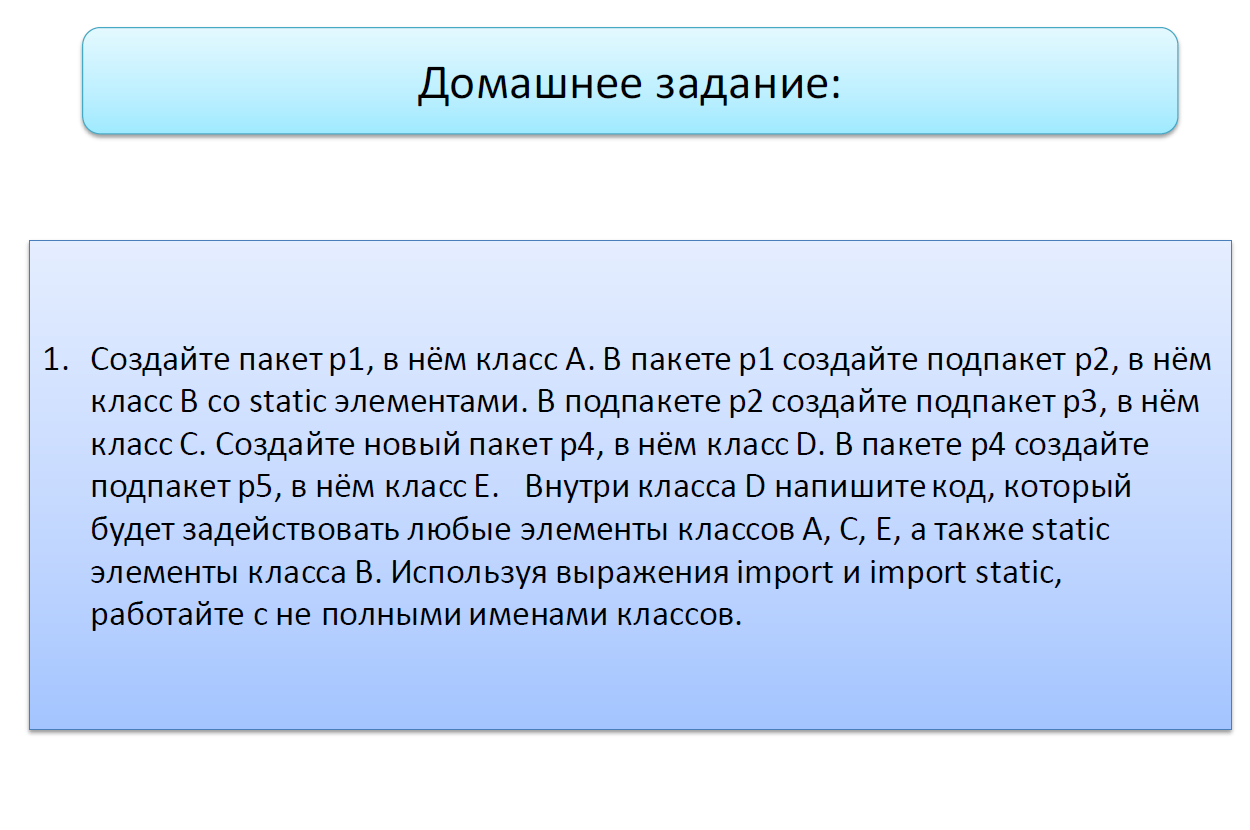 Домашнее задание:
1. Создайте пакет p1, в нём класс A. В пакете p1 создайте подпакет p2, в нём
класс B со static элементами. В подпакете p2 создайте подпакет p3, в нём
класс C. Создайте новый пакет p4, в нём класс D. В пакете p4 создайте
подпакет p5, в нём класс E. Внутри класса D напишите код, который
будет задействовать любые элементы классов A, C, E, а также static
элементы класса B. Используя выражения import и import static,
работайте с не полными именами классов.